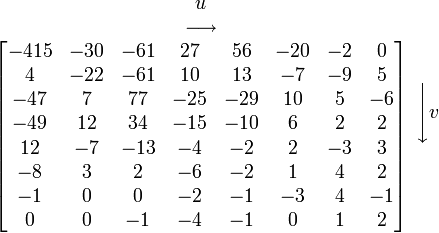 u
⟶
−415 −30 −61 27 56 −20 −2 0
4 −22 −61 10 13 −7 −9 5
−47 7 77 −25 −29 10 5 −6
−49 12 34 −15 −10 6 2 2
12 −7 −13 −4 −2 2 −3 3
−8 3 2 −6 −2 1 4 2
−1 0 0 −2 −1 −3 4 −1
0 0 −1 −4 −1 0 1 2
v